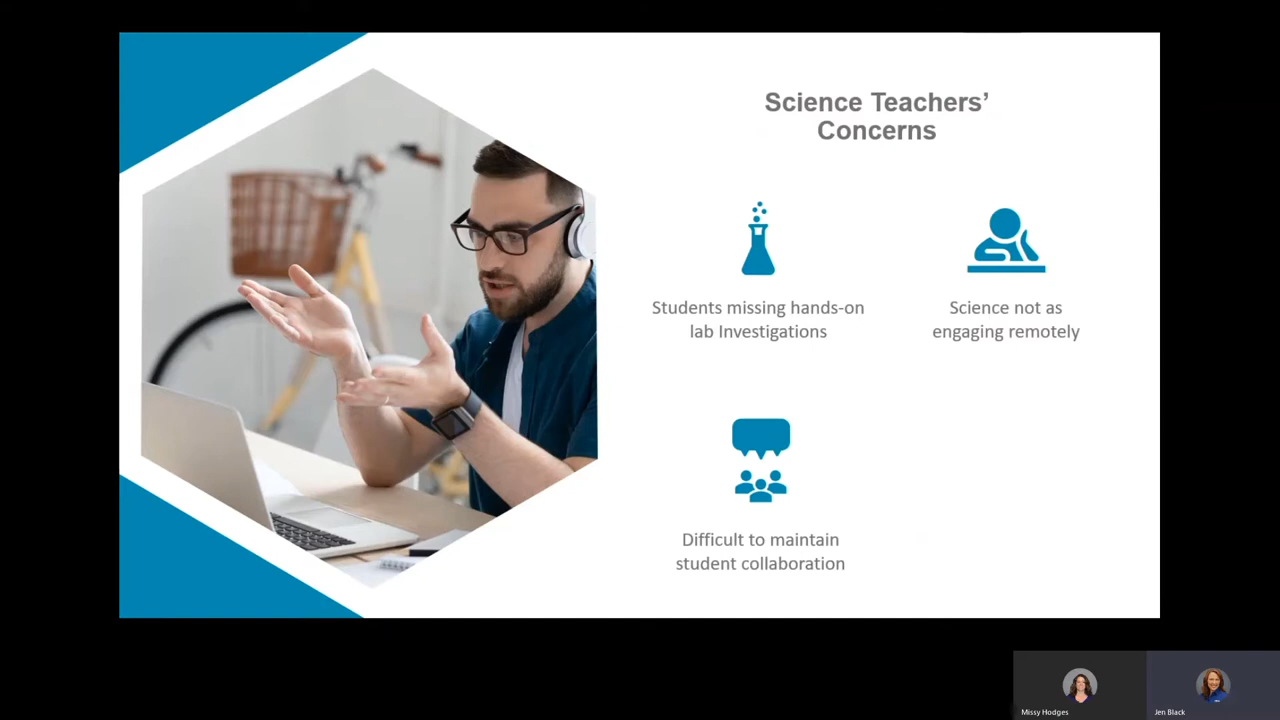 Science Teachers’
Concerns
Students missing hands-on
lab Investigations
Science not as
engaging remotely
Difficult to maintain
student collaboration
Missy Hodges
Jen Black